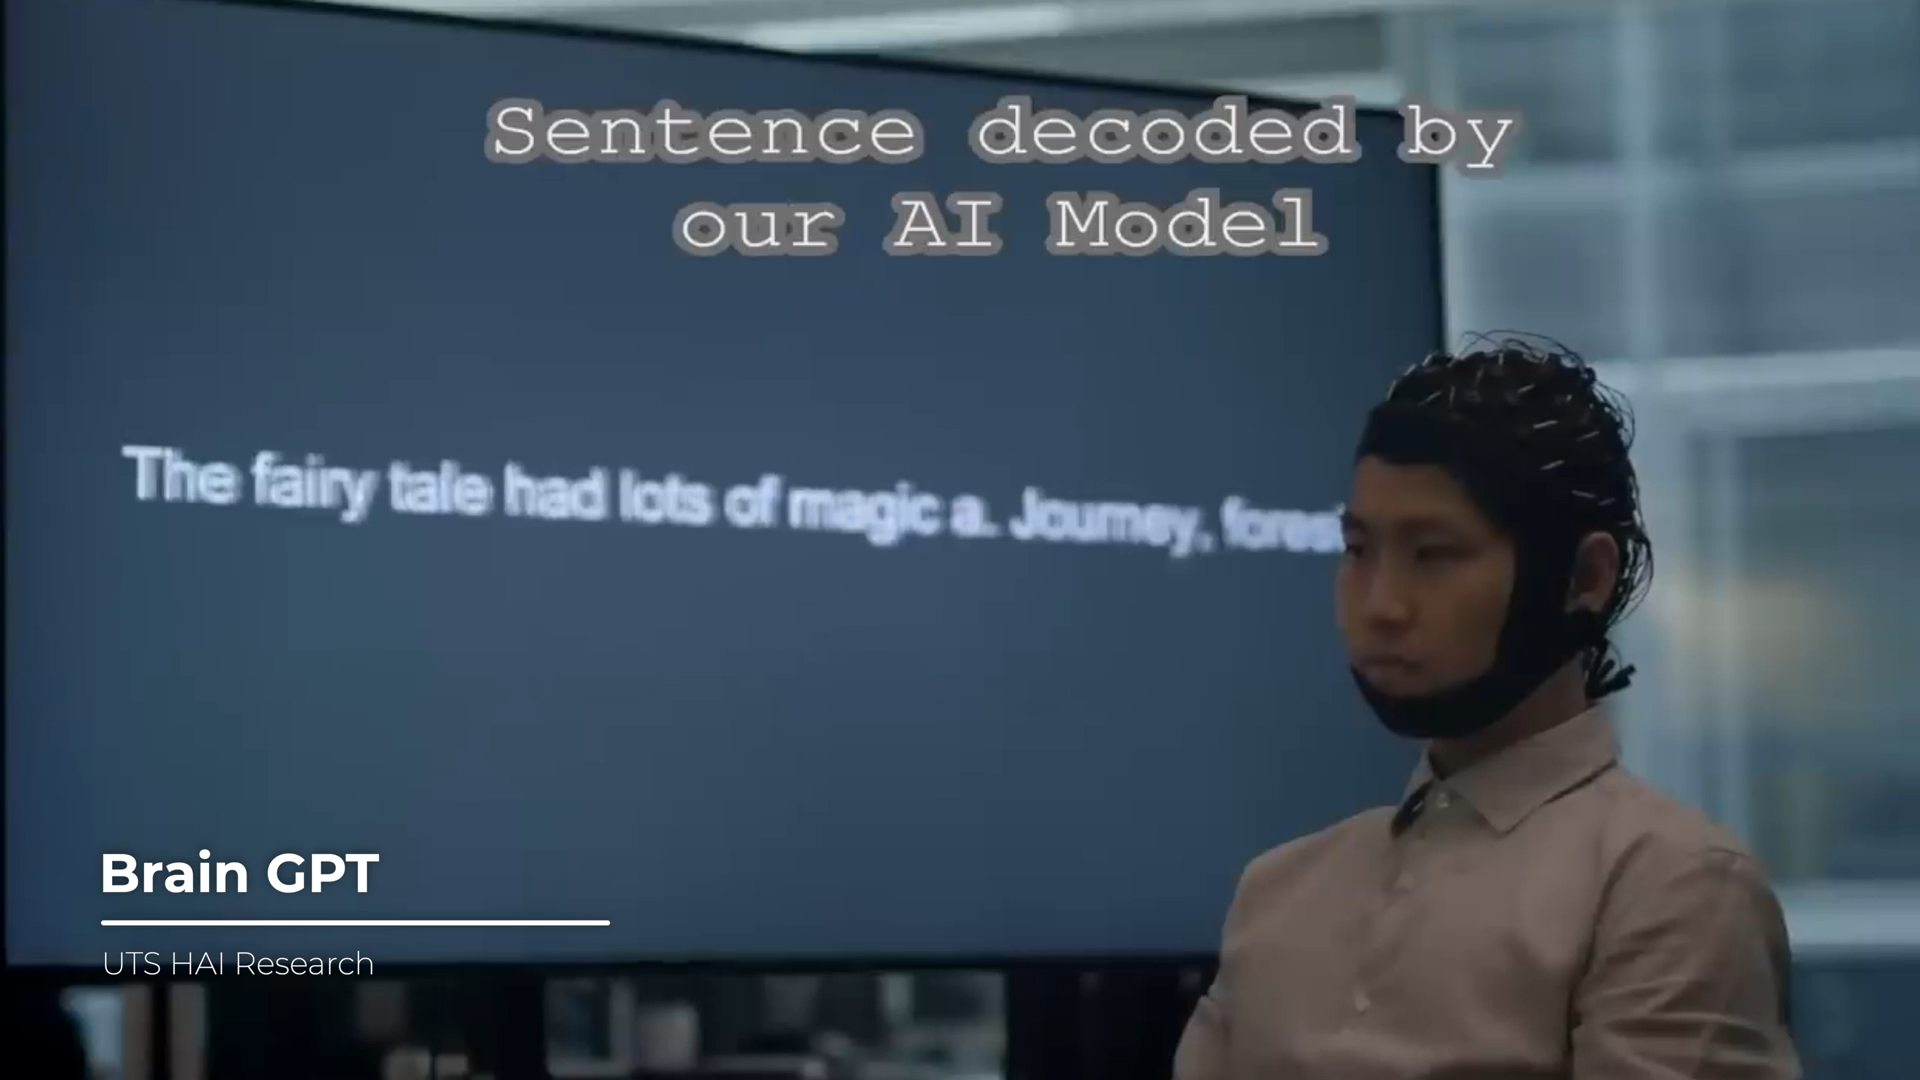 Sentence decoded by
our AI Model
The fairy tale had lots of magic a. Journey, forest
Brain GPT
UTS HAI Research